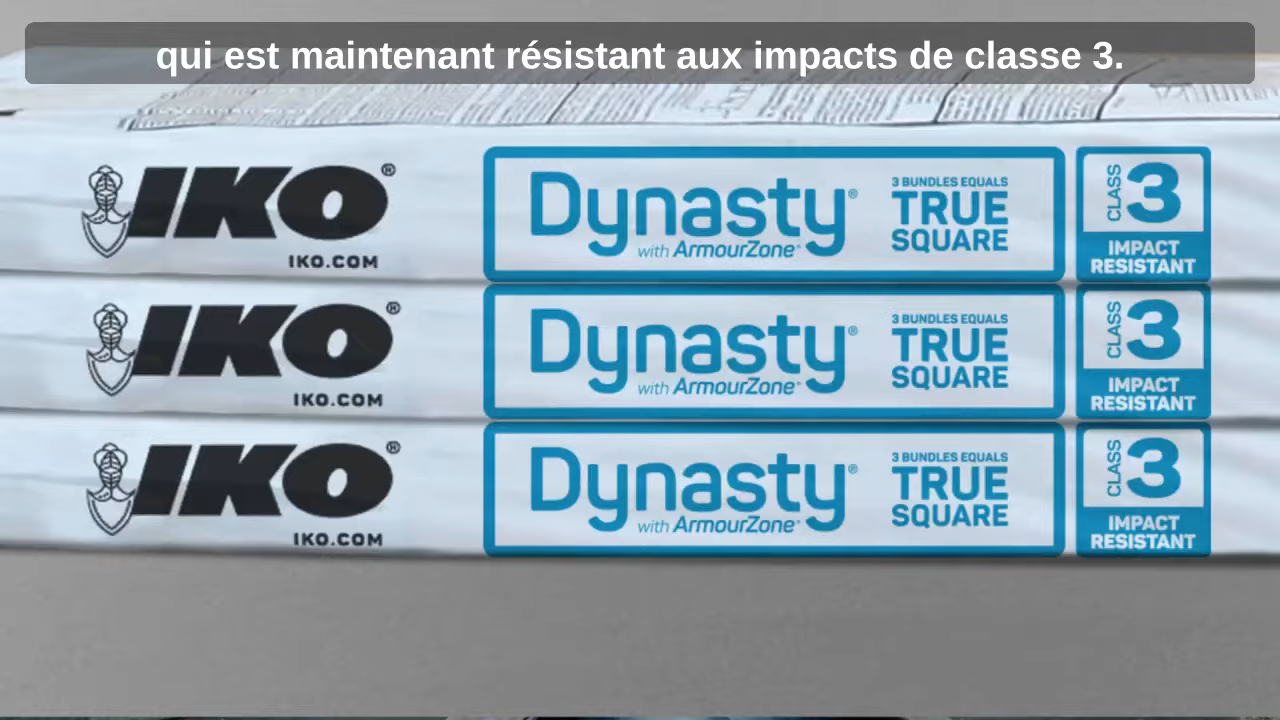 qui est maintenant résistant aux impacts de classe 3.
IKO®
IKO.COM
Dynasty®
with ArmourZone®
3 BUNDLES EQUALS
TRUE
SQUARE
CLASS 3
IMPACT
RESISTANT
IKO®
IKO.COM
Dynasty®
with ArmourZone®
3 BUNDLES EQUALS
TRUE
SQUARE
CLASS 3
IMPACT
RESISTANT
IKO®
IKO.COM
Dynasty®
with ArmourZone®
3 BUNDLES EQUALS
TRUE
SQUARE
CLASS 3
IMPACT
RESISTANT